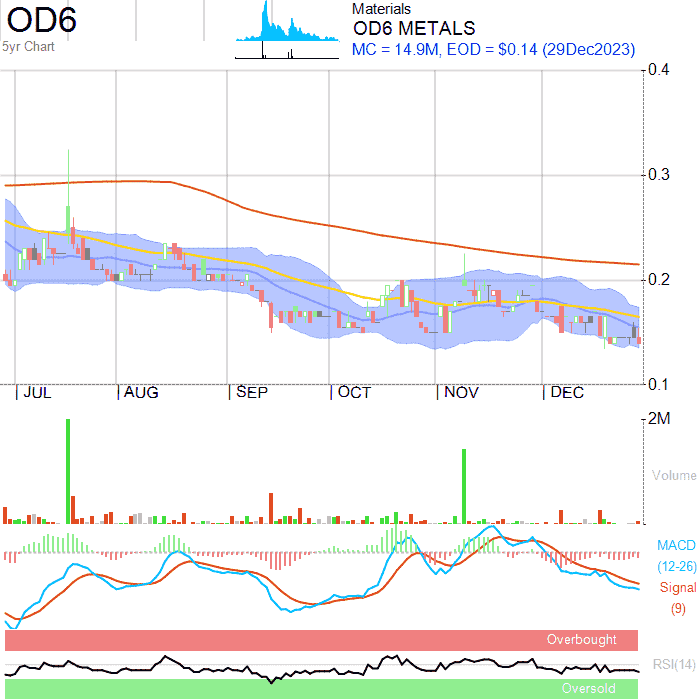 OD6
5yr Chart
Materials
OD6 METALS
MC = 14.9M, EOD = $0.14 (29Dec2023)
0.4
0.3
0.2
0.1
JUL
AUG
SEP
OCT
NOV
DEC
2M
Volume
MACD
(12-26)
Signal
(9)
Overbought
RSI(14)
Oversold